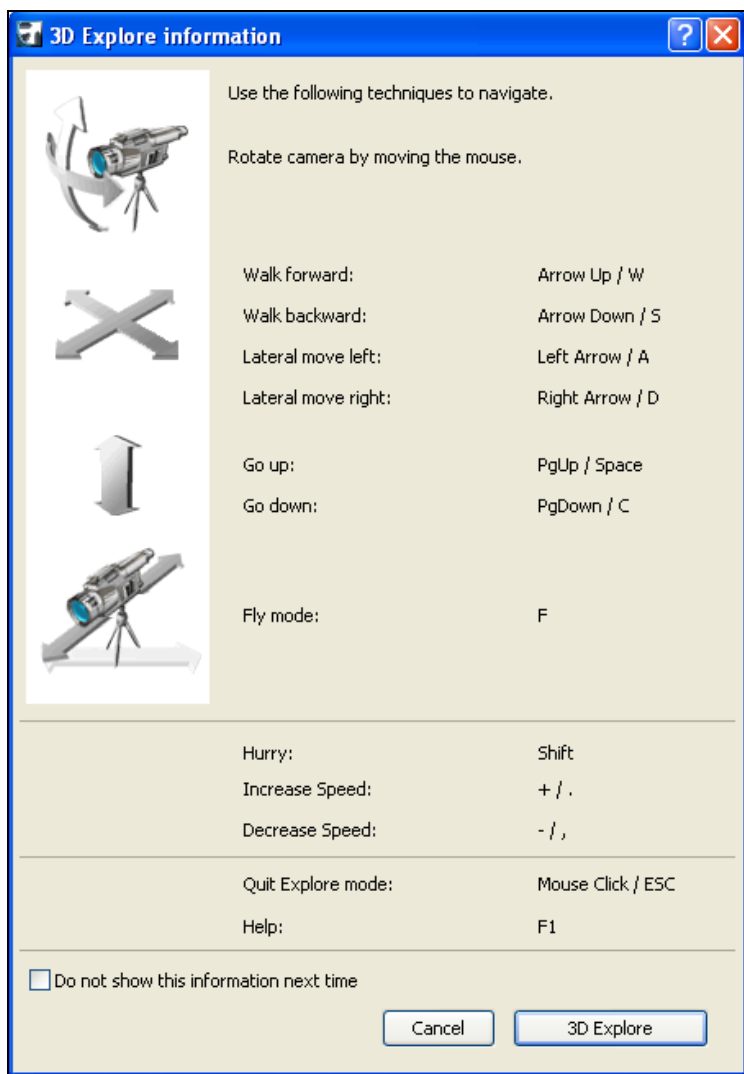 3D Explore information
Use the following techniques to navigate.
Rotate camera by moving the mouse.
Walk forward: Arrow Up / W
Walk backward: Arrow Down / S
Lateral move left: Left Arrow / A
Lateral move right: Right Arrow / D
Go up: PgUp / Space
Go down: PgDown / C
Fly mode: F
Hurry: Shift
Increase Speed: + / .
Decrease Speed: - / ,
Quit Explore mode: Mouse Click / ESC
Help: F1
Do not show this information next time
Cancel 3D Explore